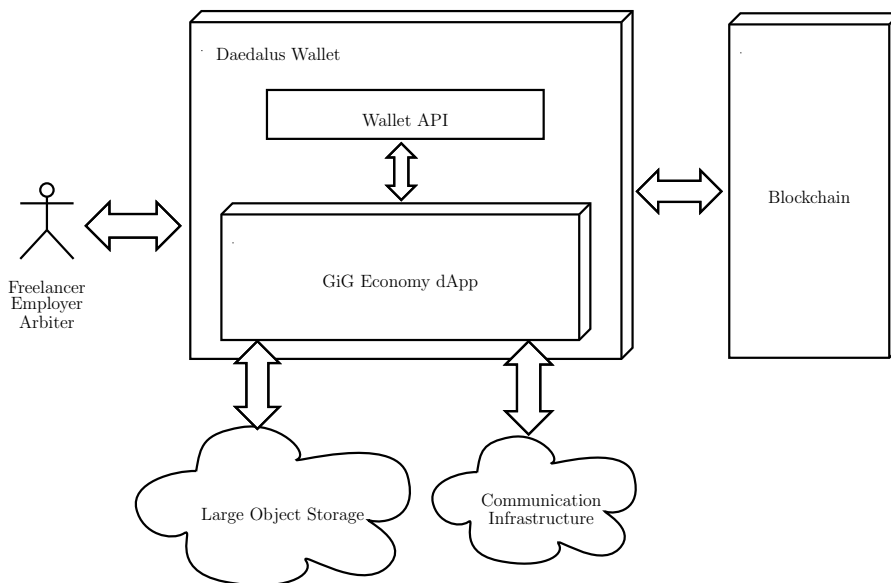 Daedalus Wallet
Wallet API
Blockchain
GiG Economy dApp
Freelancer
Employer
Arbiter
Large Object Storage
Communication
Infrastructure